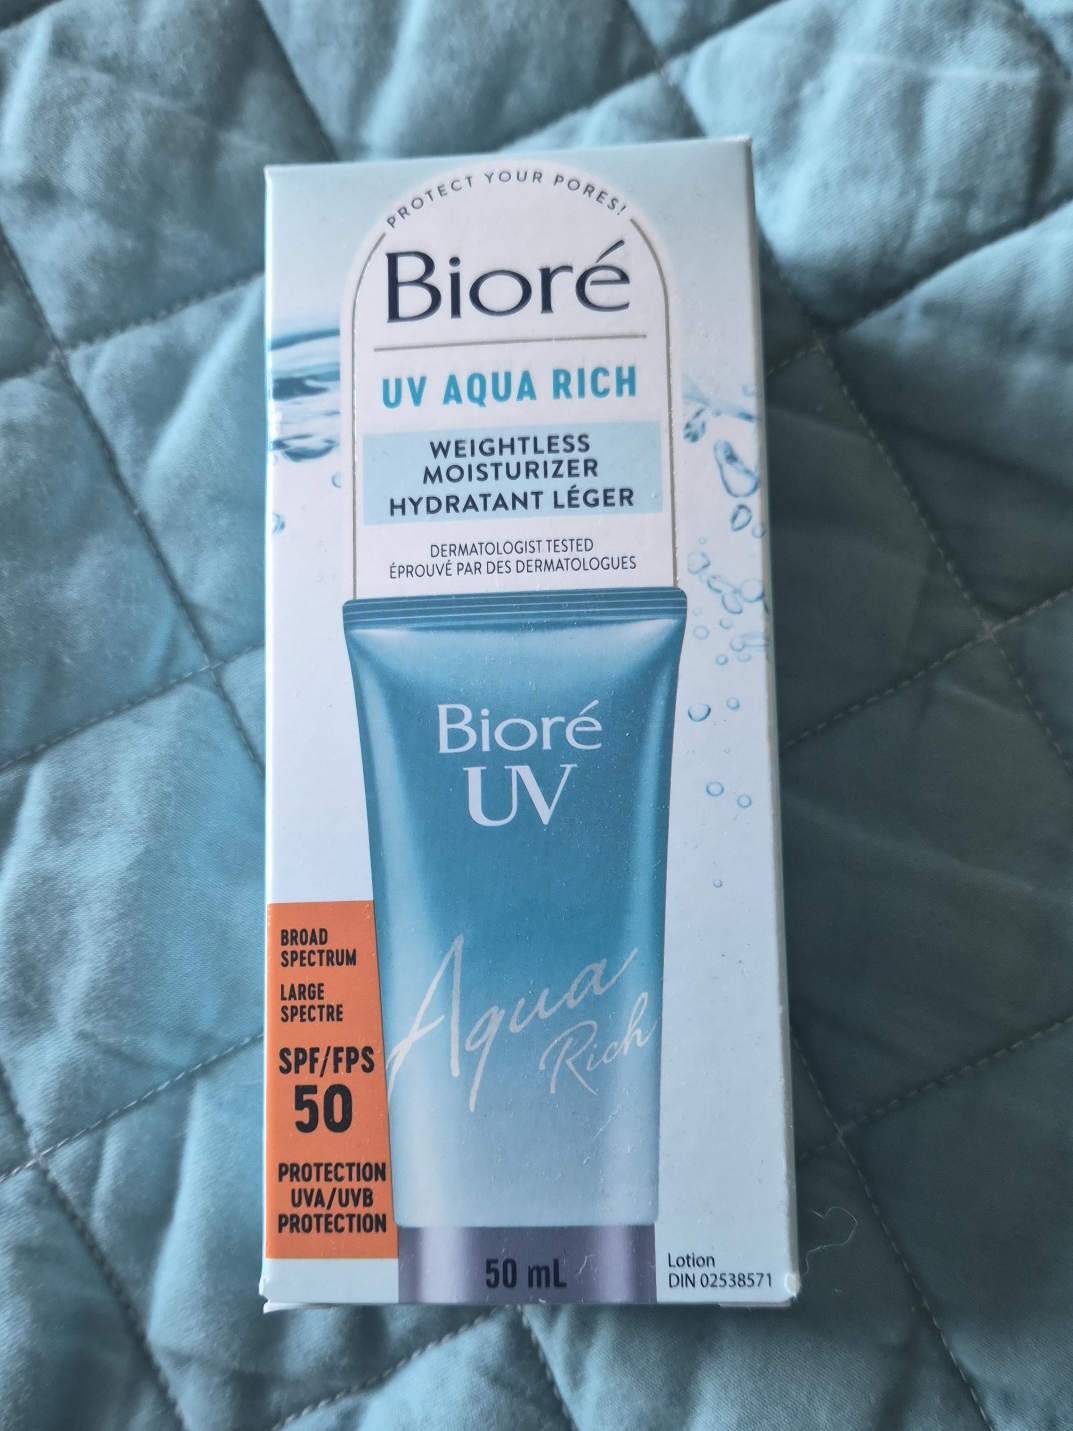 PROTECT YOUR PORES!
Bioré
UV AQUA RICH
WEIGHTLESS
MOISTURIZER
HYDRATANT LÉGER
DERMATOLOGIST TESTED
ÉPROUVÉ PAR DES DERMATOLOGUES
Bioré
UV
Aqua
Rich
BROAD
SPECTRUM
LARGE
SPECTRE
SPF/FPS
50
PROTECTION
UVA/UVB
PROTECTION
50 mL
Lotion
DIN 02538571